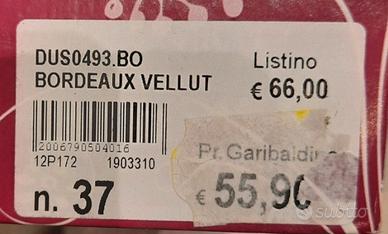 DUS0493.BO
BORDEAUX VELLUT
Listino
€ 66,00
2006790504016
12P172 1903310
n. 37
Pr.Garibaldi
€ 55,90
subito